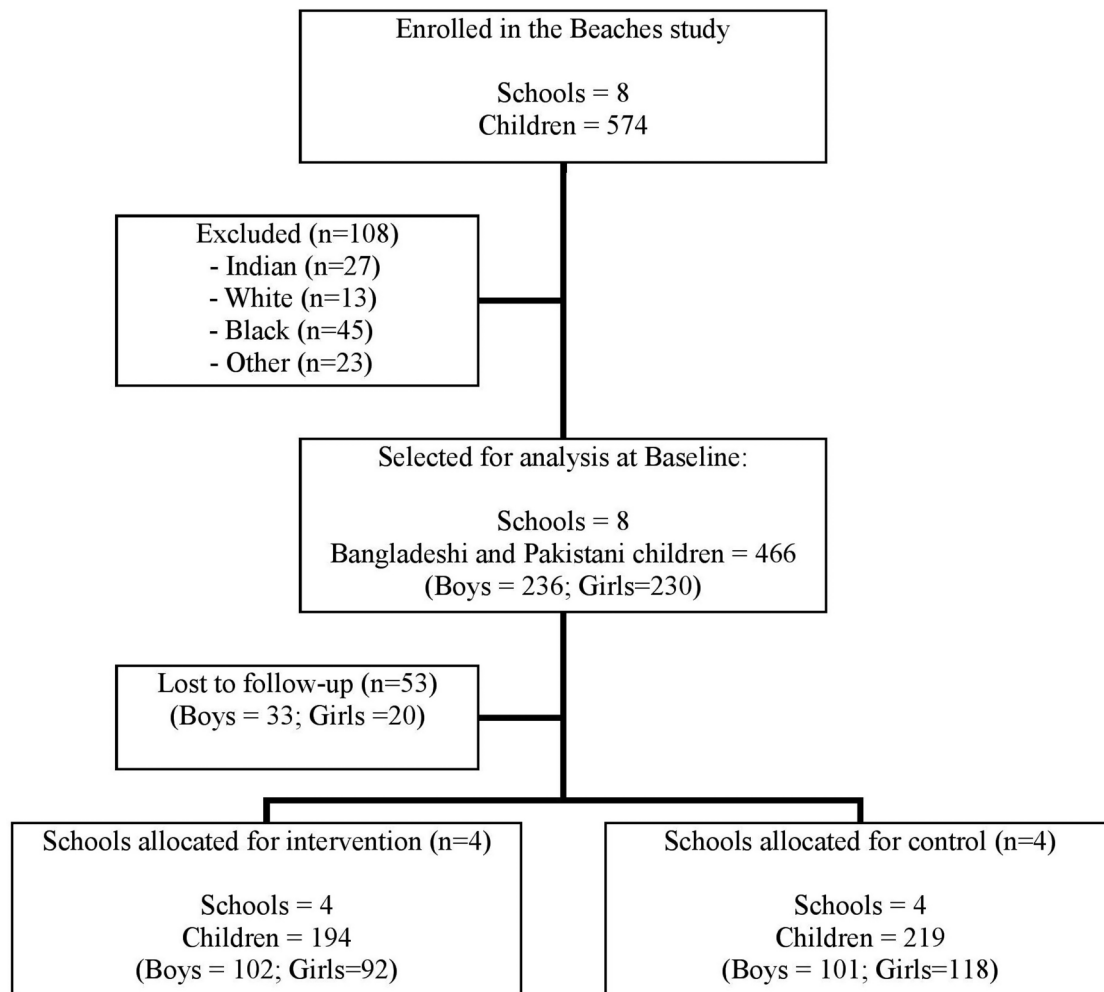 Enrolled in the Beaches study
Schools = 8
Children = 574
Excluded (n=108)
- Indian (n=27)
- White (n=13)
- Black (n=45)
- Other (n=23)
Selected for analysis at Baseline:
Schools = 8
Bangladeshi and Pakistani children = 466
(Boys = 236; Girls=230)
Lost to follow-up (n=53)
(Boys = 33; Girls =20)
Schools allocated for intervention (n=4)
Schools = 4
Children = 194
(Boys = 102; Girls=92)
Schools allocated for control (n=4)
Schools = 4
Children = 219
(Boys = 101; Girls=118)